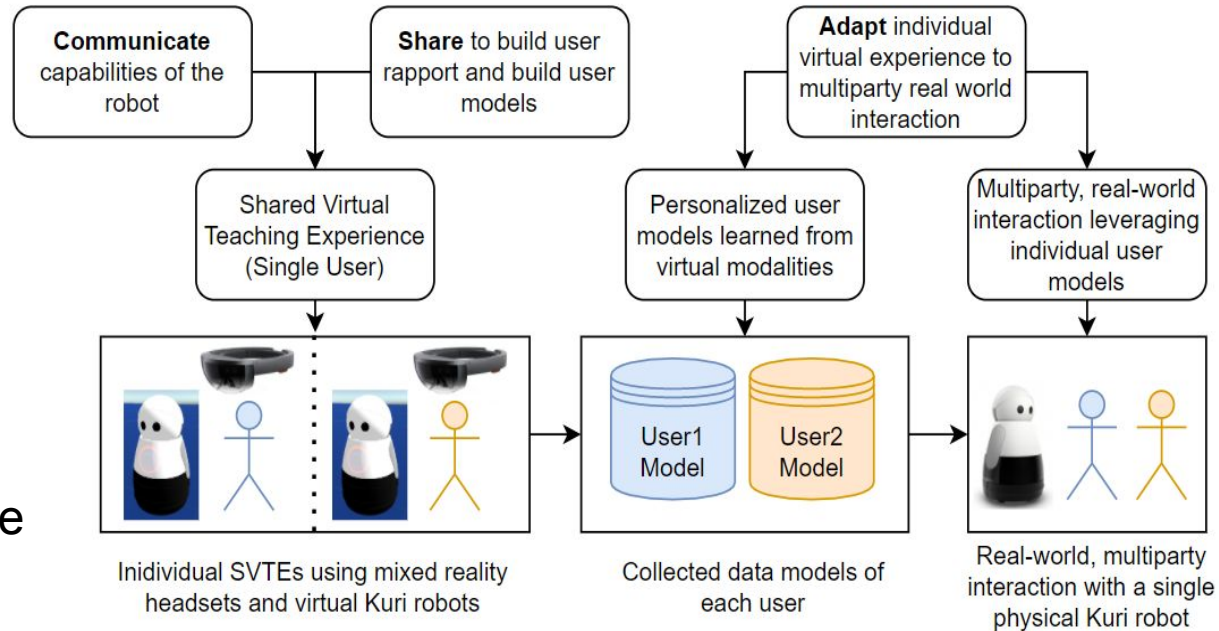 Communicate
capabilities of the
robot
Share to build user
rapport and build user
models
Adapt individual
virtual experience to
multiparty real world
interaction
Shared Virtual
Teaching Experience
(Single User)
Personalized user
models learned from
virtual modalities
Multiparty, real-world
interaction leveraging
individual user
models
User1
Model
User2
Model
e
Inidividual SVTEs using mixed reality
headsets and virtual Kuri robots
Collected data models of
each user
Real-world, multiparty
interaction with a single
physical Kuri robot